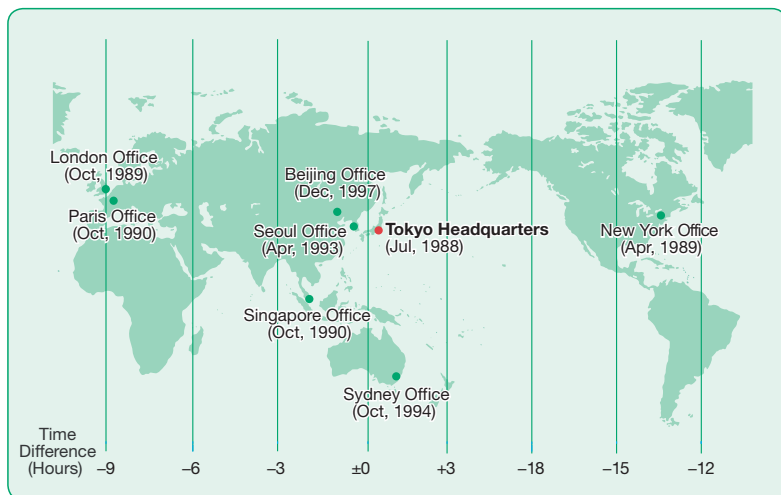 London Office
(Oct, 1989)
Paris Office
(Oct, 1990)
Beijing Office
(Dec, 1997)
Seoul Office
(Apr, 1993)
Tokyo Headquarters
(Jul, 1988)
New York Office
(Apr, 1989)
Singapore Office
(Oct, 1990)
Sydney Office
(Oct, 1994)
Time
Difference
(Hours) –9 –6 –3 ±0 +3 –18 –15 –12